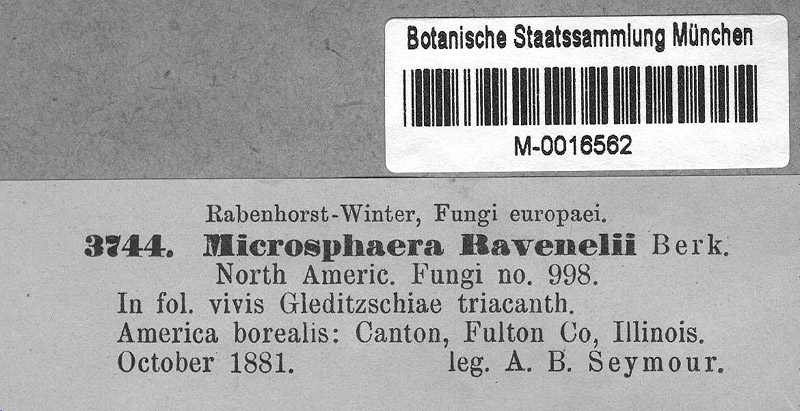 Botanische Staatssammlung München
M-0016562
Rabenhorst-Winter, Fungi europaei.
3744. Microsphaera Ravenelii Berk.
North Americ. Fungi no. 998.
In fol. vivis Gleditzschiae triacanth.
America borealis: Canton, Fulton Co, Illinois.
October 1881. leg. A. B. Seymour.